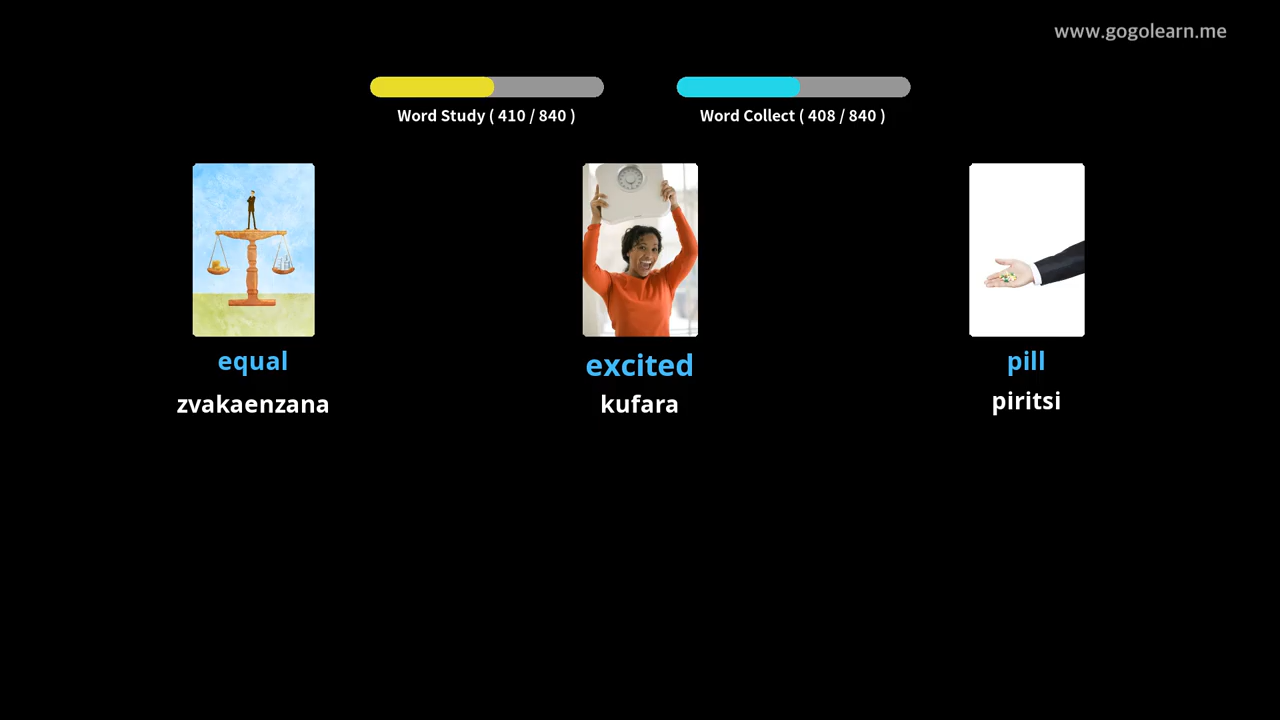 www.gogolearn.me
Word Study ( 410 / 840 )
Word Collect ( 408 / 840 )
equal
zvakaenzana
excited
kufara
pill
piritsi